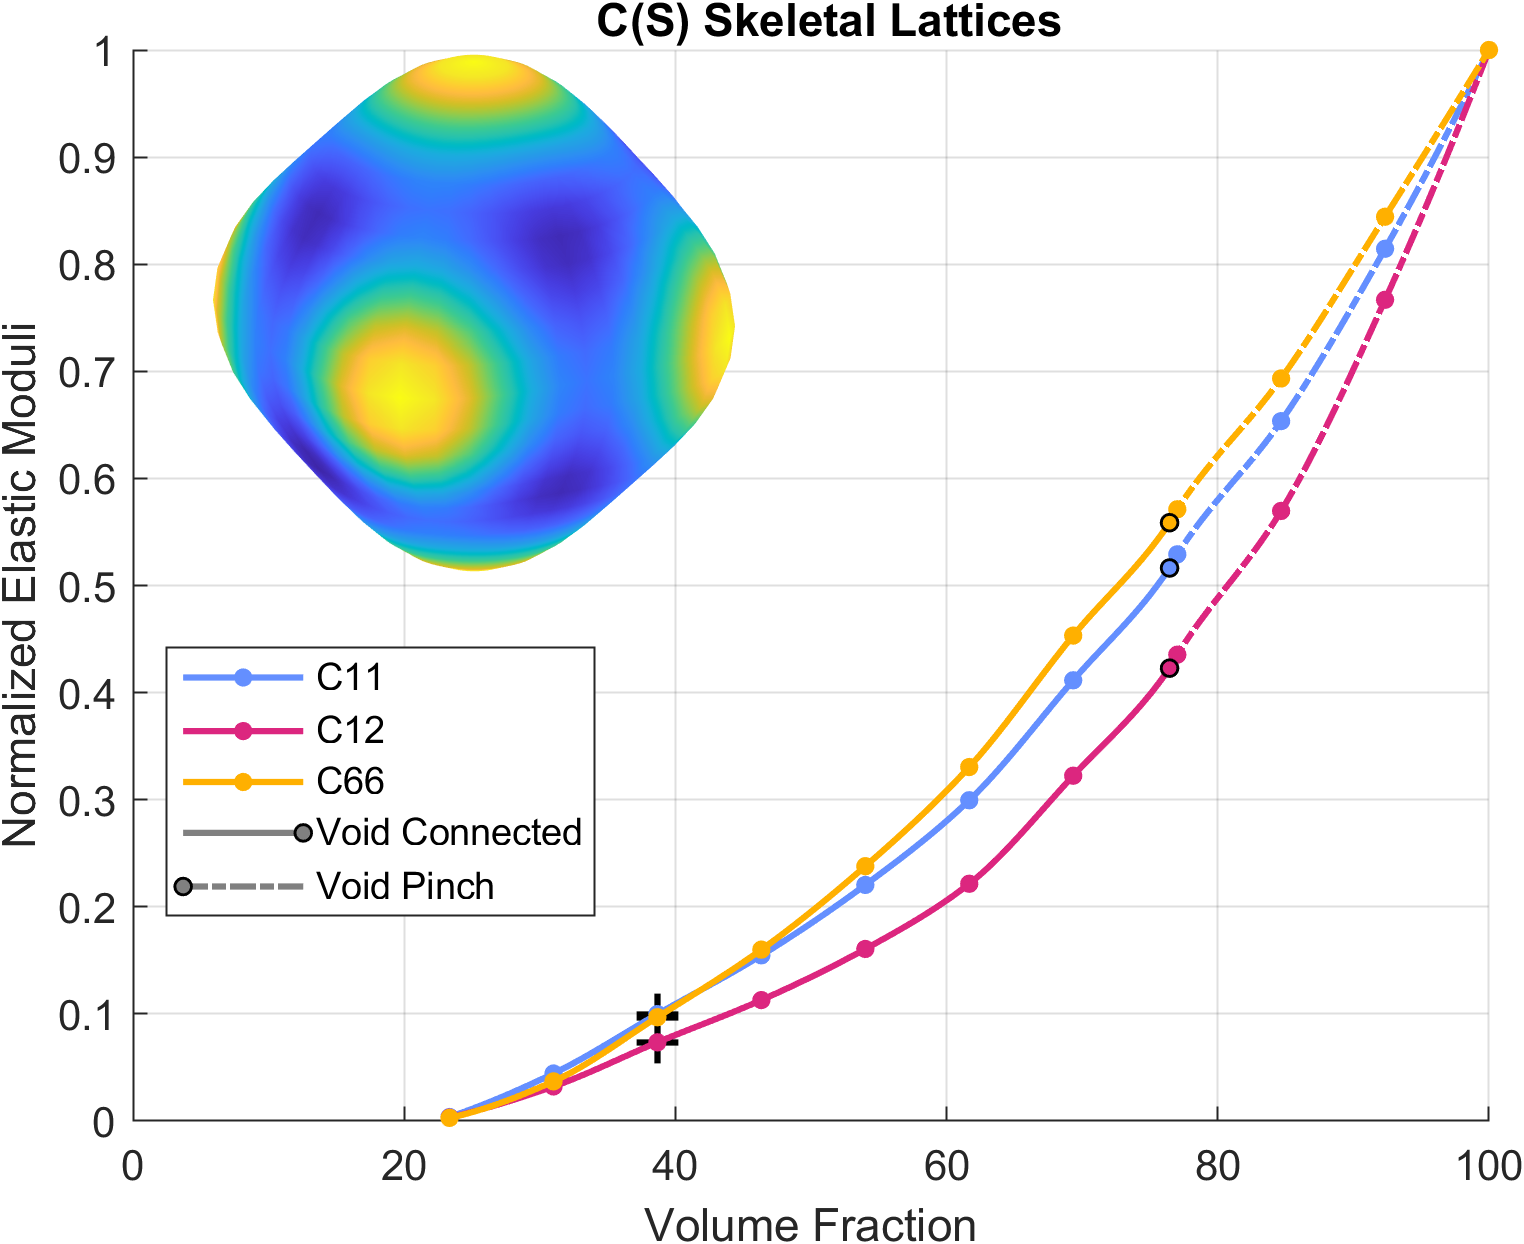 C(S) Skeletal Lattices
1
0.9
0.8
0.7
0.6
0.5
0.4
0.3
0.2
0.1
0
Normalized Elastic Moduli
C11
C12
C66
Void Connected
Void Pinch
0 20 40 60 80 100
Volume Fraction